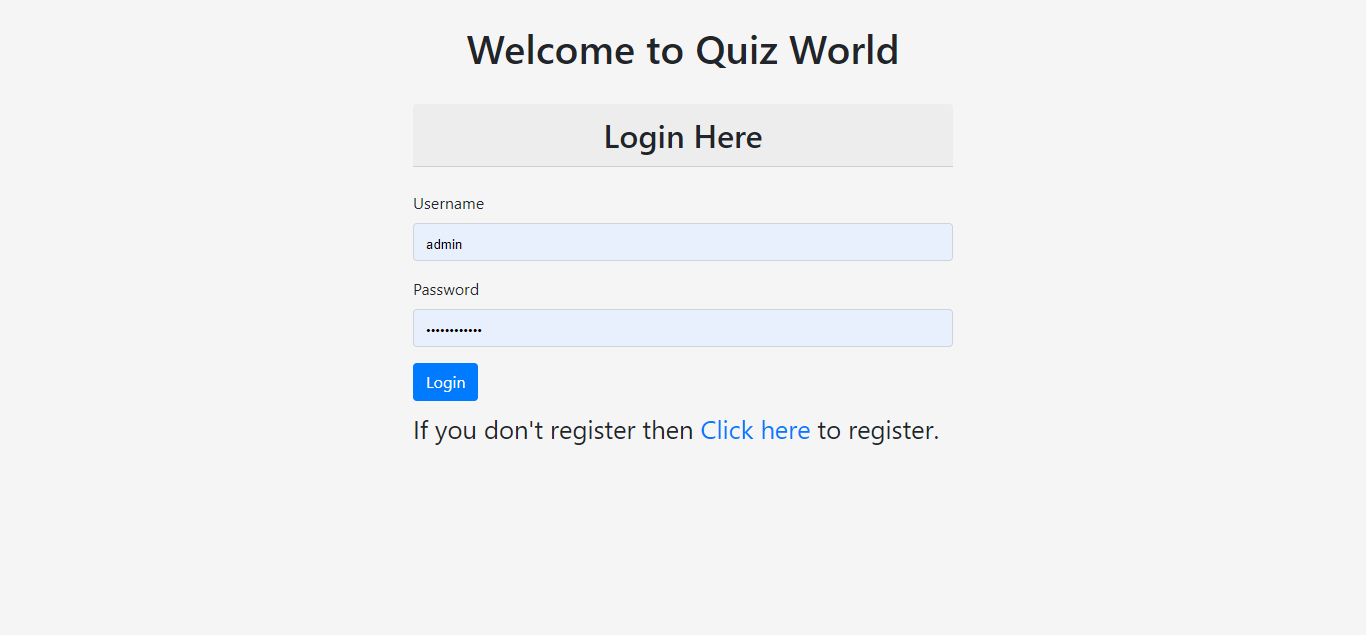 Welcome to Quiz World
Login Here
Username
admin
Password
••••••••••••
Login
If you don't register then Click here to register.